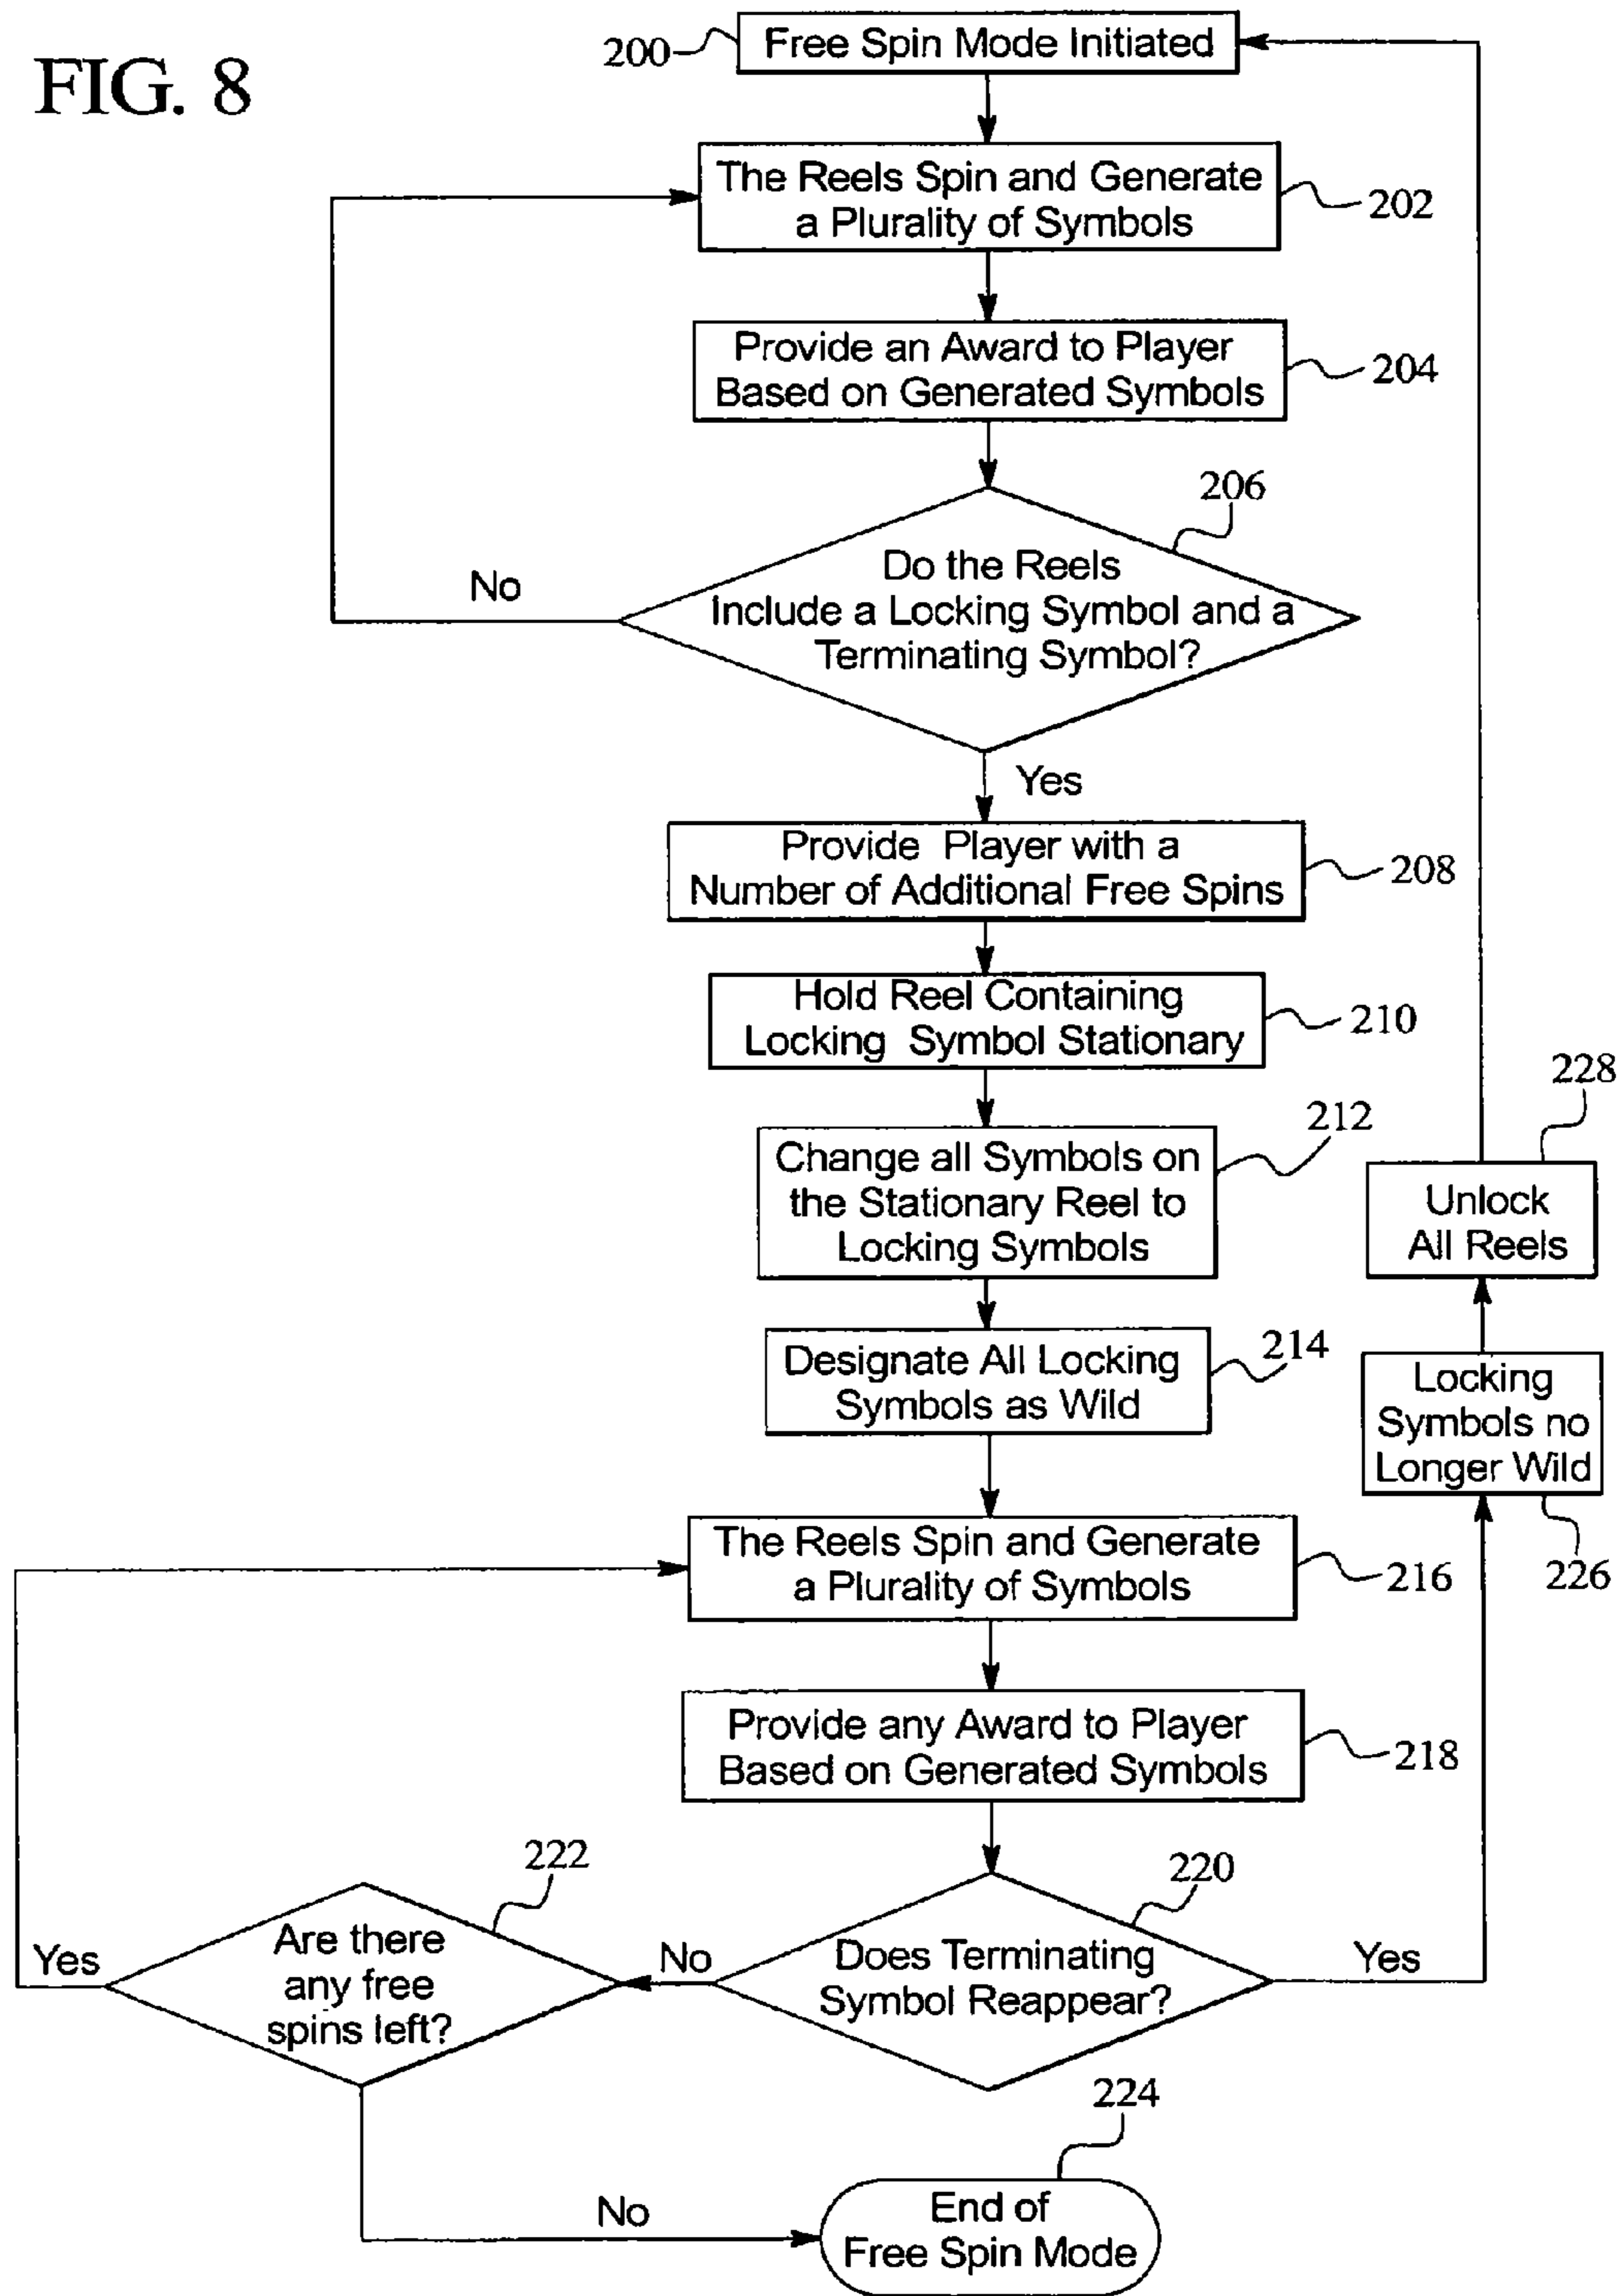 FIG. 8
200
Free Spin Mode Initiated
The Reels Spin and Generate
a Plurality of Symbols
202
Provide an Award to Player
Based on Generated Symbols
204
206
Do the Reels
Include a Locking Symbol and a
Terminating Symbol?
No
Yes
Provide Player with a
Number of Additional Free Spins
208
Hold Reel Containing
Locking Symbol Stationary
210
212
Change all Symbols on
the Stationary Reel to
Locking Symbols
228
Unlock
All Reels
214
Designate All Locking
Symbols as Wild
Locking
Symbols no
Longer Wild
226
The Reels Spin and Generate
a Plurality of Symbols
216
Provide any Award to Player
Based on Generated Symbols
218
222
220
Yes
Are there
any free
spins left?
No
Does Terminating
Symbol Reappear?
Yes
224
No
End of
Free Spin Mode